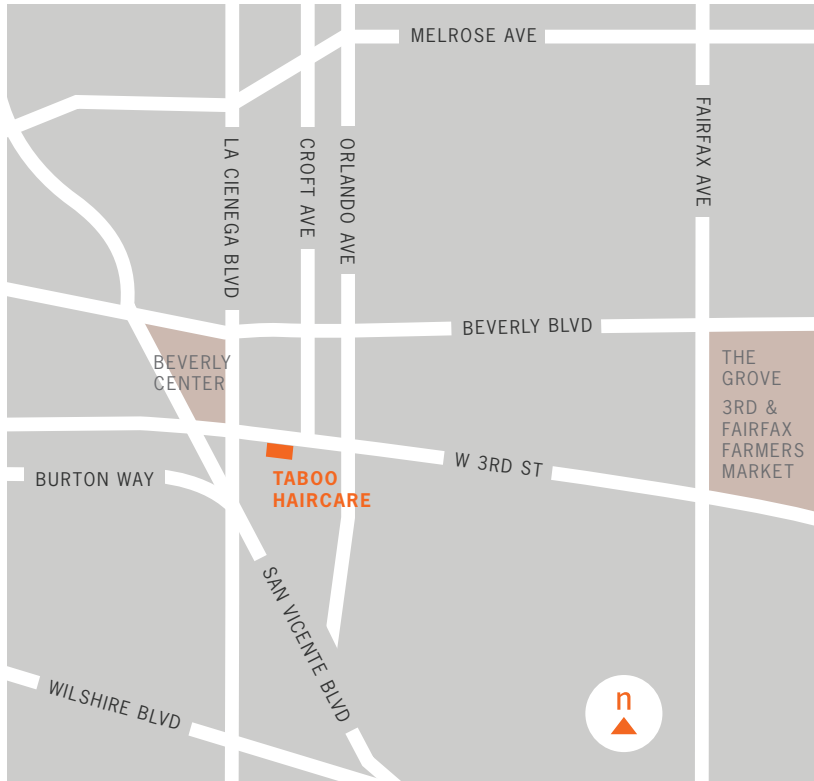 MELROSE AVE
LA CIENEGA BLVD
CROFT AVE
ORLANDO AVE
FAIRFAX AVE
BEVERLY BLVD
BEVERLY
CENTER
THE
GROVE
3RD &
FAIRFAX
FARMERS
MARKET
W 3RD ST
BURTON WAY
TABOO
HAIRCARE
SAN VICENTE BLVD
WILSHIRE BLVD
n